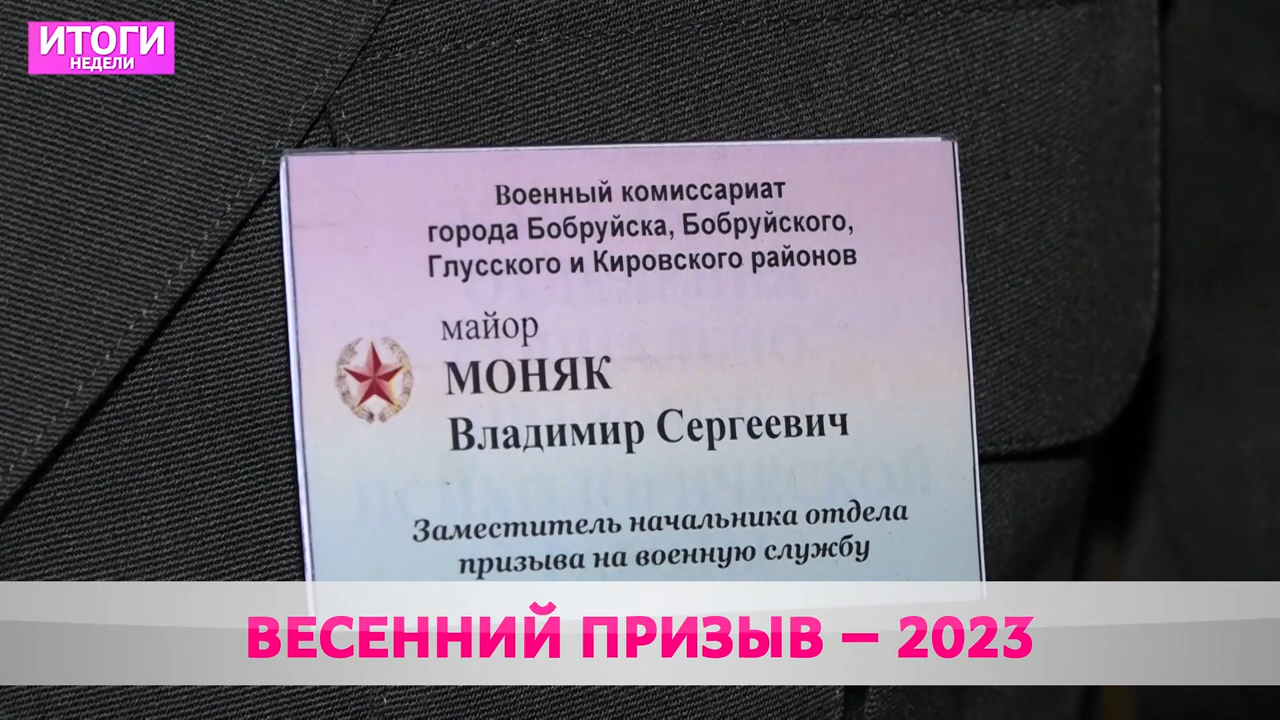 ИТОГИ
НЕДЕЛИ
Военный комиссариат
города Бобруйска, Бобруйского,
Глусского и Кировского районов
майор
МОНЯК
Владимир Сергеевич
Заместитель начальника отдела
призыва на военную службу
ВЕСЕННИЙ ПРИЗЫВ – 2023